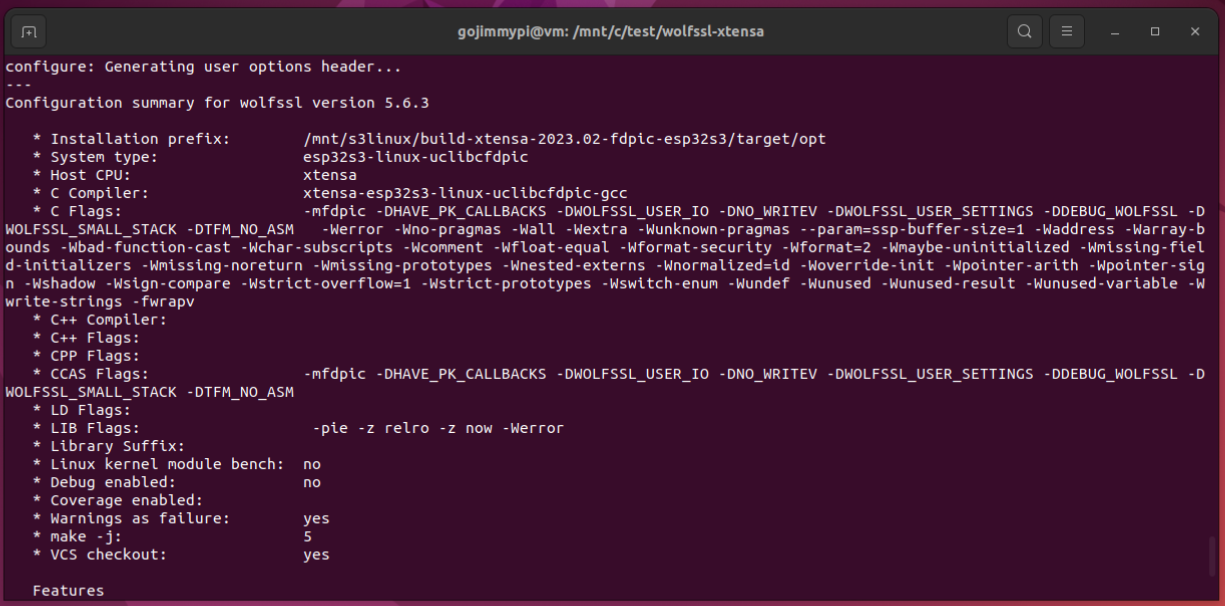 gojimmypi@vm: /mnt/c/test/wolfssl-xtensa
configure: Generating user options header...
---
Configuration summary for wolfssl version 5.6.3
* Installation prefix: /mnt/s3linux/build-xtensa-2023.02-fdpic-esp32s3/target/opt
* System type: esp32s3-linux-uclibcfdpic
* Host CPU: xtensa
* C Compiler: xtensa-esp32s3-linux-uclibcfdpic-gcc
* C Flags: -mfdpic -DHAVE_PK_CALLBACKS -DWOLFSSL_USER_IO -DNO_WRITEV -DWOLFSSL_USER_SETTINGS -DDEBUG_WOLFSSL -D
WOLFSSL_SMALL_STACK -DTFM_NO_ASM -Werror -Wno-pragmas -Wall -Wextra -Wunknown-pragmas --param=ssp-buffer-size=1 -Waddress -Warray-b
ounds -Wbad-function-cast -Wchar-subscripts -Wcomment -Wfloat-equal -Wformat-security -Wformat=2 -Wmaybe-uninitialized -Wmissing-fiel
d-initializers -Wmissing-noreturn -Wmissing-prototypes -Wnested-externs -Wnormalized=id -Woverride-init -Wpointer-arith -Wpointer-sig
n -Wshadow -Wsign-compare -Wstrict-overflow=1 -Wstrict-prototypes -Wswitch-enum -Wundef -Wunused -Wunused-result -Wunused-variable -W
write-strings -fwrapv
* C++ Compiler:
* C++ Flags:
* CPP Flags:
* CCAS Flags: -mfdpic -DHAVE_PK_CALLBACKS -DWOLFSSL_USER_IO -DNO_WRITEV -DWOLFSSL_USER_SETTINGS -DDEBUG_WOLFSSL -D
WOLFSSL_SMALL_STACK -DTFM_NO_ASM
* LD Flags:
* LIB Flags: -pie -z relro -z now -Werror
* Library Suffix:
* Linux kernel module bench: no
* Debug enabled: no
* Coverage enabled:
* Warnings as failure: yes
* make -j: 5
* VCS checkout: yes
Features